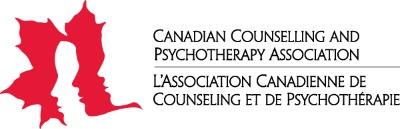 CANADIAN COUNSELLING AND
PSYCHOTHERAPY ASSOCIATION
L'ASSOCIATION CANADIENNE DE
COUNSELING ET DE PSYCHOTHÉRAPIE